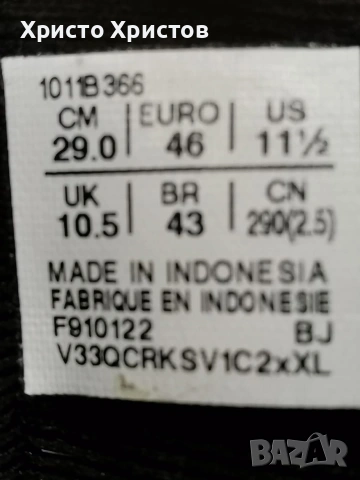 Христо Христов
1011B366
CM | EURO | US
29.0 | 46 | 11½
UK | BR | CN
10.5 | 43 | 290(2.5)
MADE IN INDONESIA
FABRIQUE EN INDONESIE
F910122 BJ
V33QCRKSV1C2xXL
BAZAR